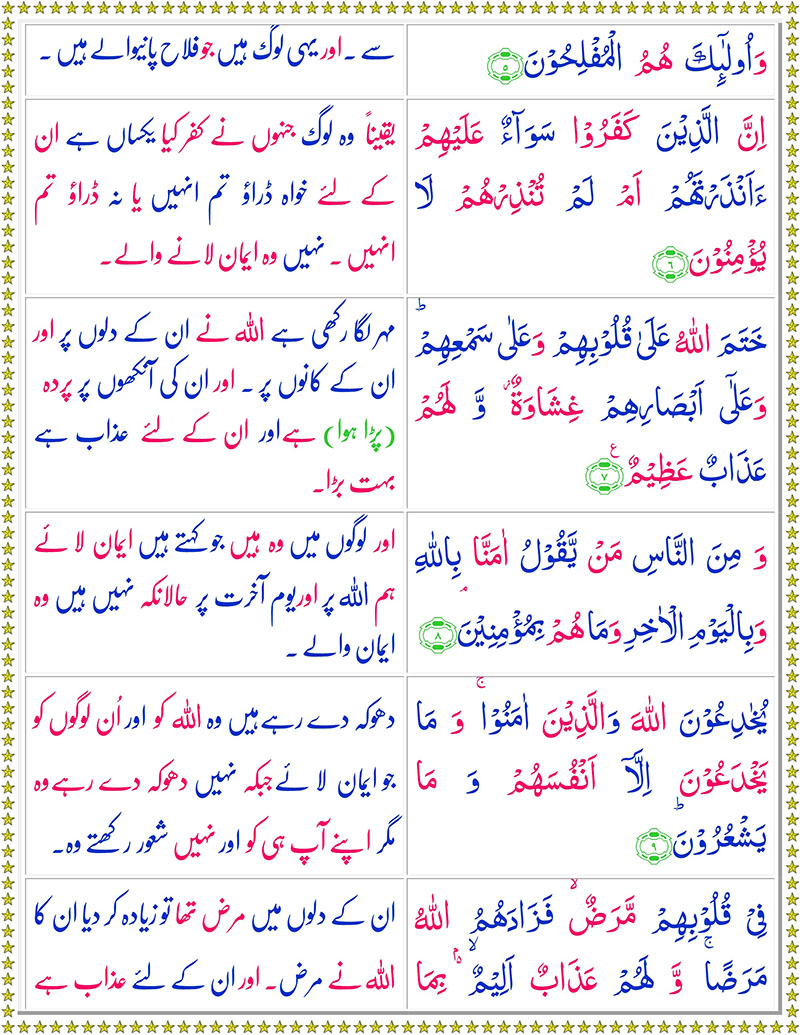 وَاُولٰٓئِكَ هُمُ الْمُفْلِحُوْنَ ﴿۵﴾
سے ۔ اور یہی لوگ ہیں جو فلاح پانیوالے ہیں ۔
اِنَّ الَّذِيْنَ كَفَرُوْا سَوَآءٌ عَلَيْهِمْ
ءَاَنْذَرْتَهُمْ اَمْ لَمْ تُنْذِرْهُمْ لَا
يُؤْمِنُوْنَ ﴿۶﴾
یقیناً وہ لوگ جنہوں نے کفر کیا یکساں ہے ان
کے لئے خواہ ڈراؤ تم انہیں یا نہ ڈراؤ تم
انہیں ۔ نہیں وہ ایمان لانے والے۔
خَتَمَ اللّٰهُ عَلٰى قُلُوْبِهِمْ وَعَلٰى سَمْعِهِمْ ؕ
وَعَلٰٓى اَبْصَارِهِمْ غِشَاوَةٌ ؗ وَّ لَهُمْ
عَذَابٌ عَظِيْمٌ ﴿۷﴾ ع
مہر لگا رکھی ہے اللہ نے ان کے دلوں پر اور
ان کے کانوں پر ۔ اور ان کی آنکھوں پر پردہ
(پڑا ہوا) ہے اور ان کے لئے عذاب ہے
بہت بڑا۔
وَ مِنَ النَّاسِ مَنْ يَّقُوْلُ اٰمَنَّا بِاللّٰهِ
وَبِالْيَوْمِ الْاٰخِرِ وَمَا هُمْ بِمُؤْمِنِيْنَ ۘ ﴿۸﴾
اور لوگوں میں وہ ہیں جو کہتے ہیں ایمان لائے
ہم اللہ پر اور یوم آخرت پر حالانکہ نہیں ہیں وہ
ایمان والے ۔
يُخٰدِعُوْنَ اللّٰهَ وَالَّذِيْنَ اٰمَنُوْا ۚ وَ مَا
يَخْدَعُوْنَ اِلَّآ اَنْفُسَهُمْ وَ مَا
يَشْعُرُوْنَ ؕ ﴿۹﴾
دھوکہ دے رہے ہیں وہ اللہ کو اور اُن لوگوں کو
جو ایمان لائے جبکہ نہیں دھوکہ دے رہے وہ
مگر اپنے آپ ہی کو اور نہیں شعور رکھتے وہ۔
فِىْ قُلُوْبِهِمْ مَّرَضٌ ۙ فَزَادَهُمُ اللّٰهُ
مَرَضًا ۚ وَّ لَهُمْ عَذَابٌ اَلِيْمٌۢ ۙ۬ بِمَا
ان کے دلوں میں مرض تھا تو زیادہ کر دیا ان کا
اللہ نے مرض۔ اور ان کے لئے عذاب ہے